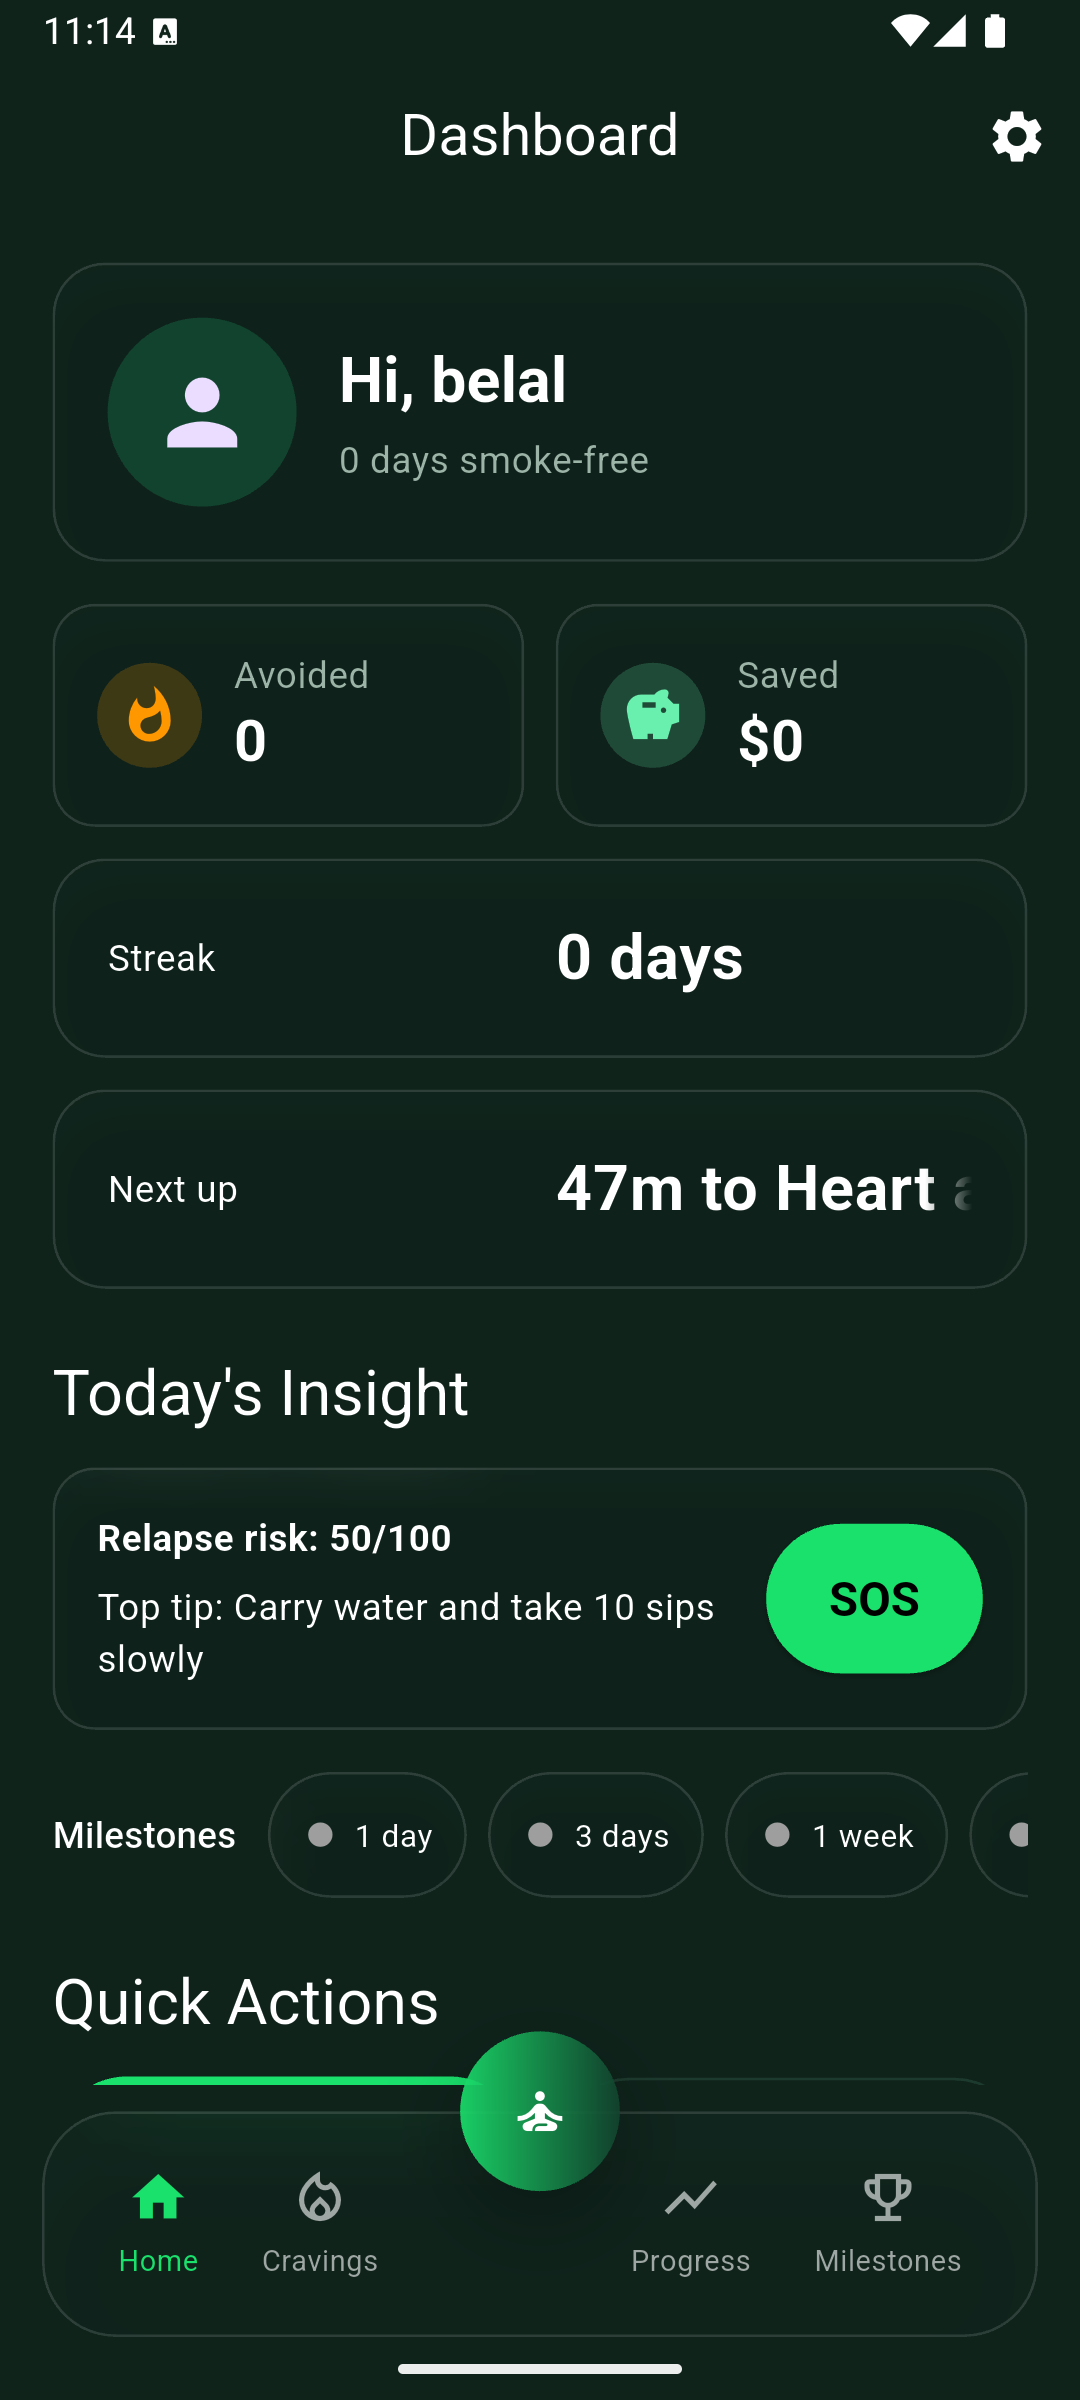 11:14
Dashboard
Hi, belal
0 days smoke-free
Avoided
0
Saved
$0
Streak
0 days
Next up
47m to Heart
Today's Insight
Relapse risk: 50/100
Top tip: Carry water and take 10 sips
slowly
SOS
Milestones
1 day
3 days
1 week
Quick Actions
Home
Cravings
Progress
Milestones